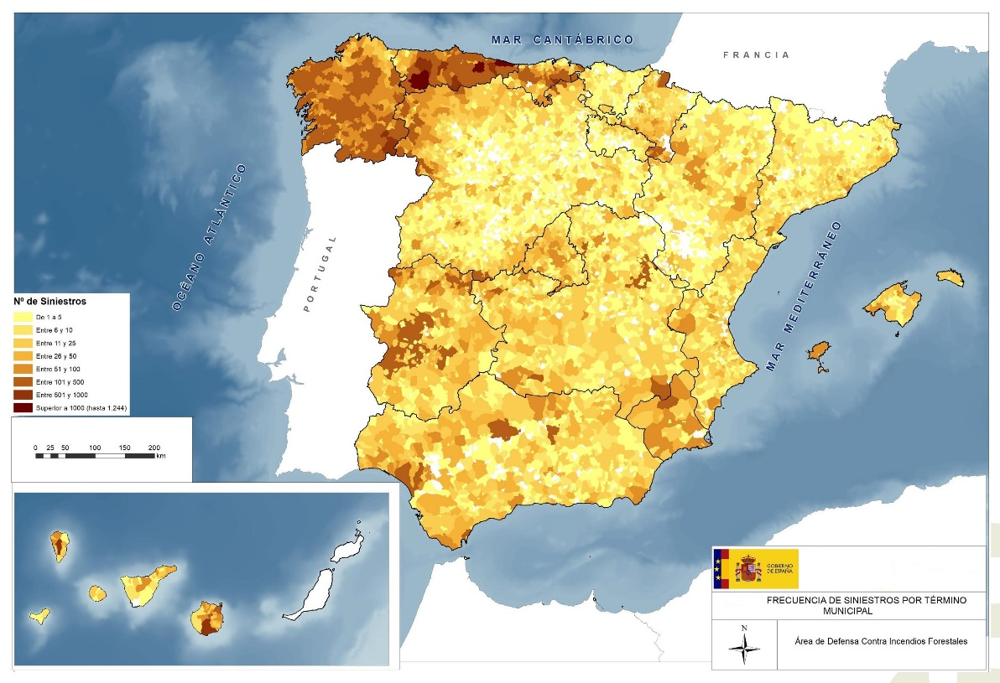 MAR CANTÁBRICO
FRANCIA
OCÉANO ATLÁNTICO
PORTUGAL
MAR MEDITERRÁNEO
Nº de Siniestros
De 1 a 5
Entre 6 y 10
Entre 11 y 25
Entre 26 y 50
Entre 51 y 100
Entre 101 y 500
Entre 501 y 1000
Superior a 1000 (hasta 1.244)
0 25 50 100 150 200
km
GOBIERNO
DE ESPAÑA
FRECUENCIA DE SINIESTROS POR TÉRMINO
MUNICIPAL
N
Área de Defensa Contra Incendios Forestales